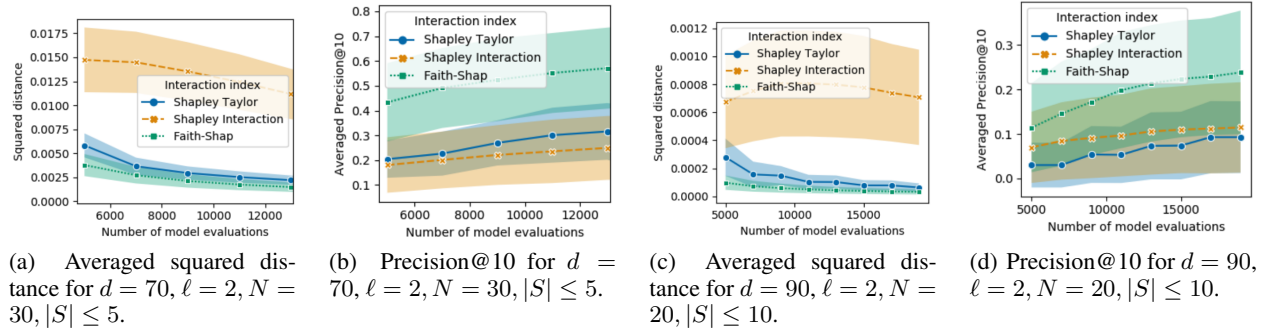 0.0175
0.0150
0.0125
0.0100
0.0075
0.0050
0.0025
0.0000
Squared distance
Interaction index
Shapley Taylor
Shapley Interaction
Faith-Shap
6000 8000 10000 12000
Number of model evaluations
0.8
0.7
0.6
0.5
0.4
0.3
0.2
0.1
Averaged Precision@10
Interaction index
Shapley Taylor
Shapley Interaction
Faith-Shap
6000 8000 10000 12000
Number of model evaluations
0.0012
0.0010
0.0008
0.0006
0.0004
0.0002
0.0000
Squared distance
Interaction index
Shapley Taylor
Shapley Interaction
Faith-Shap
5000 10000 15000
Number of model evaluations
0.3
0.2
0.1
0.0
Averaged Precision@10
Interaction index
Shapley Taylor
Shapley Interaction
Faith-Shap
5000 10000 15000
Number of model evaluations
(a) Averaged squared dis-
tance for d = 70, ℓ = 2, N =
30, |S| ≤ 5.
(b) Precision@10 for d =
70, ℓ = 2, N = 30, |S| ≤ 5.
(c) Averaged squared dis-
tance for d = 90, ℓ = 2, N =
20, |S| ≤ 10.
(d) Precision@10 for d = 90,
ℓ = 2, N = 20, |S| ≤ 10.